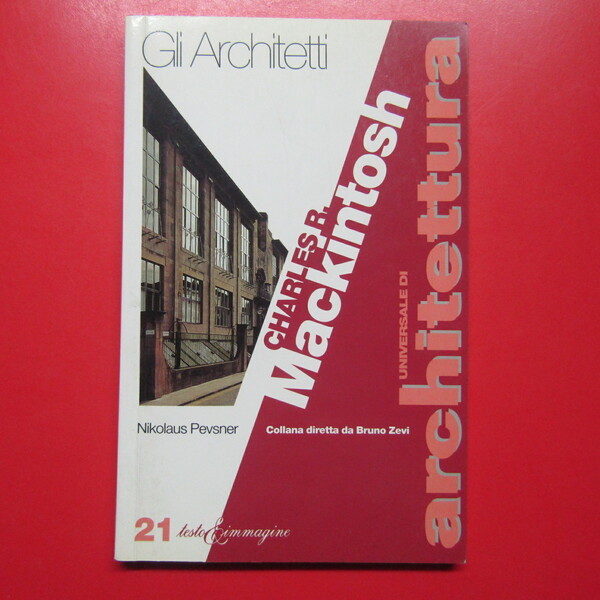 Gli Architetti
CHARLES R.
Mackintosh
UNIVERSALE DI
architettura
Nikolaus Pevsner
Collana diretta da Bruno Zevi
21 testo&immagine